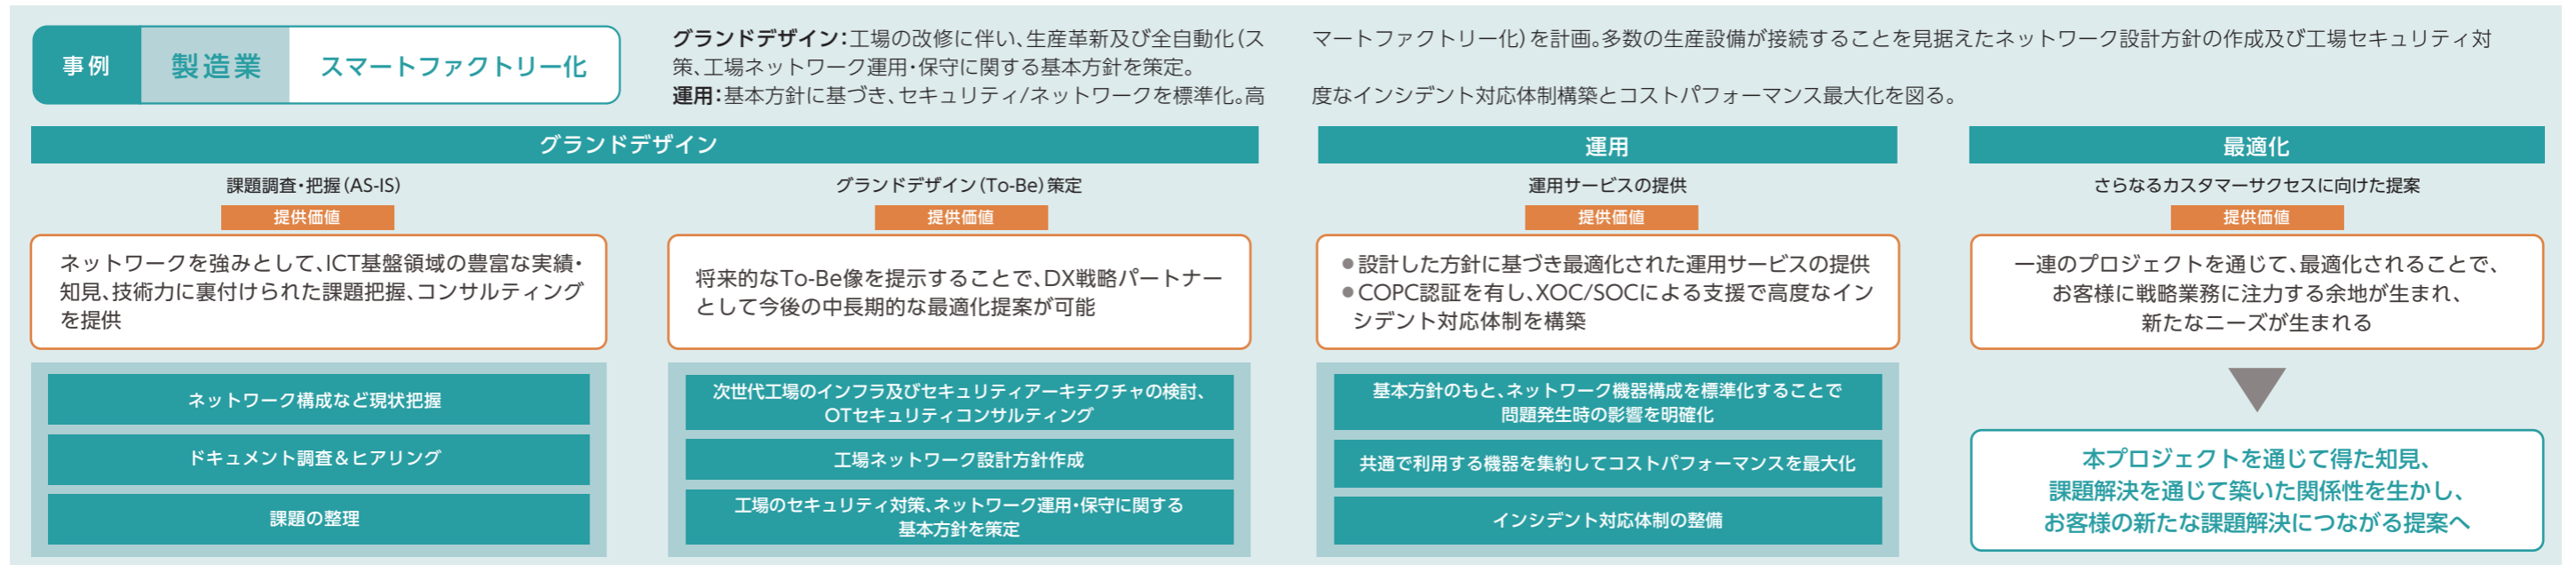 事例 製造業 スマートファクトリー化
グランドデザイン：工場の改修に伴い、生産革新及び全自動化（スマートファクトリー化）を計画。多数の生産設備が接続することを見据えたネットワーク設計方針の作成及び工場セキュリティ対
策、工場ネットワーク運用・保守に関する基本方針を策定。
運用：基本方針に基づき、セキュリティ/ネットワークを標準化。高度なインシデント対応体制構築とコストパフォーマンス最大化を図る。
グランドデザイン
課題調査・把握（AS-IS）
提供価値
ネットワークを強みとして、ICT基盤領域の豊富な実績・
知見、技術力に裏付けられた課題把握、コンサルティング
を提供
ネットワーク構成など現状把握
ドキュメント調査＆ヒアリング
課題の整理
グランドデザイン（To-Be）策定
提供価値
将来的なTo-Be像を提示することで、DX戦略パートナー
として今後の中長期的な最適化提案が可能
次世代工場のインフラ及びセキュリティアーキテクチャの検討、
OTセキュリティコンサルティング
工場ネットワーク設計方針作成
工場のセキュリティ対策、ネットワーク運用・保守に関する
基本方針を策定
運用
運用サービスの提供
提供価値
●設計した方針に基づき最適化された運用サービスの提供
●COPC認証を有し、XOC/SOCによる支援で高度なイン
シデント対応体制を構築
基本方針のもと、ネットワーク機器構成を標準化することで
問題発生時の影響を明確化
共通で利用する機器を集約してコストパフォーマンスを最大化
インシデント対応体制の整備
最適化
さらなるカスタマーサクセスに向けた提案
提供価値
一連のプロジェクトを通じて、最適化されることで、
お客様に戦略業務に注力する余地が生まれ、
新たなニーズが生まれる
本プロジェクトを通じて得た知見、
課題解決を通じて築いた関係性を生かし、
お客様の新たな課題解決につながる提案へ